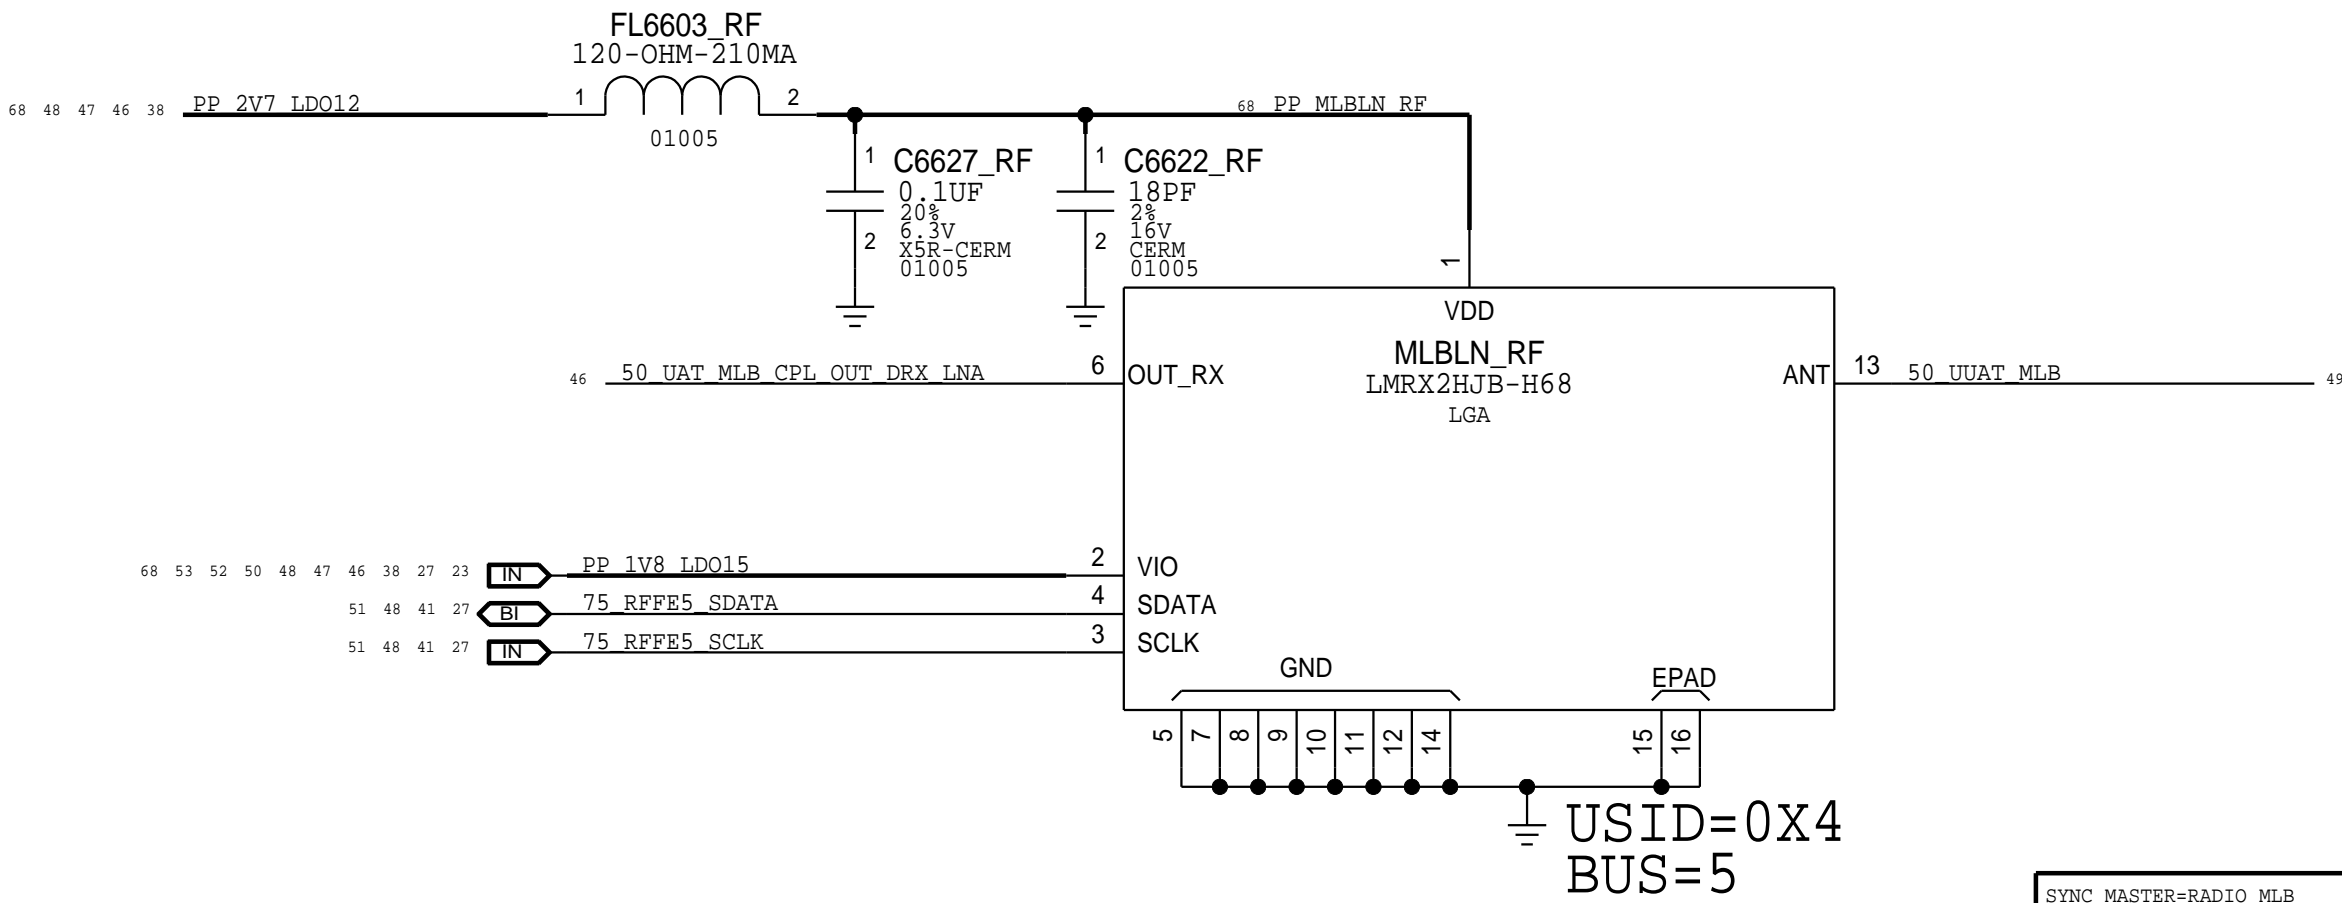 FL6603_RF
120-OHM-210MA
68 48 47 46 38 PP_2V7_LDO12 1 2 68 PP_MLBLN_RF
01005
1 C6627_RF
0.1UF
20%
6.3V
2 X5R-CERM
01005
1 C6622_RF
18PF
2%
16V
2 CERM
01005
1
VDD
MLBLN_RF
LMRX2HJB-H68
LGA
46 50_UAT_MLB_CPL_OUT_DRX_LNA 6 OUT_RX
ANT 13 50_UUAT_MLB 49
68 53 52 50 48 47 46 38 27 23 IN PP_1V8_LDO15 2 VIO
51 48 41 27 BI 75_RFFE5_SDATA 4 SDATA
51 48 41 27 IN 75_RFFE5_SCLK 3 SCLK
GND EPAD
5 7 8 9 10 11 12 14 15 16
USID=0X4
BUS=5
SYNC_MASTER=RADIO_MLB